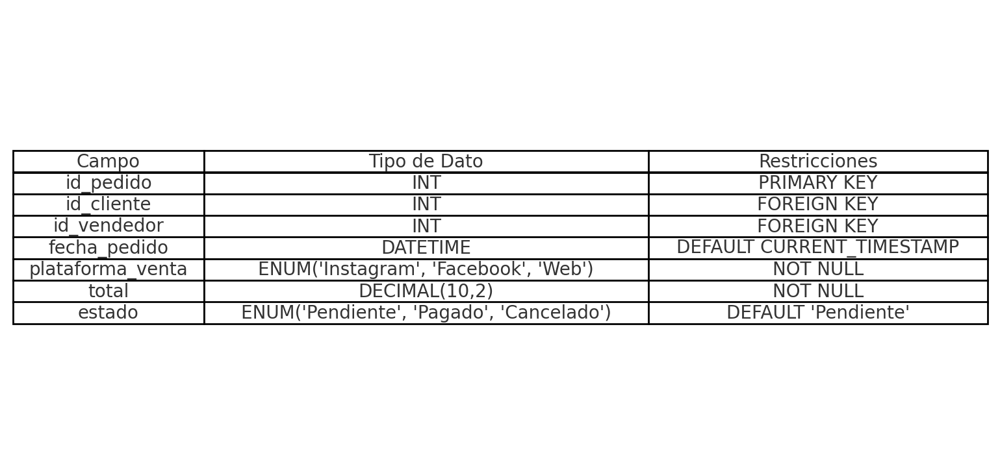 Campo Tipo de Dato Restricciones
id_pedido INT PRIMARY KEY
id_cliente INT FOREIGN KEY
id_vendedor INT FOREIGN KEY
fecha_pedido DATETIME DEFAULT CURRENT_TIMESTAMP
plataforma_venta ENUM('Instagram', 'Facebook', 'Web') NOT NULL
total DECIMAL(10,2) NOT NULL
estado ENUM('Pendiente', 'Pagado', 'Cancelado') DEFAULT 'Pendiente'